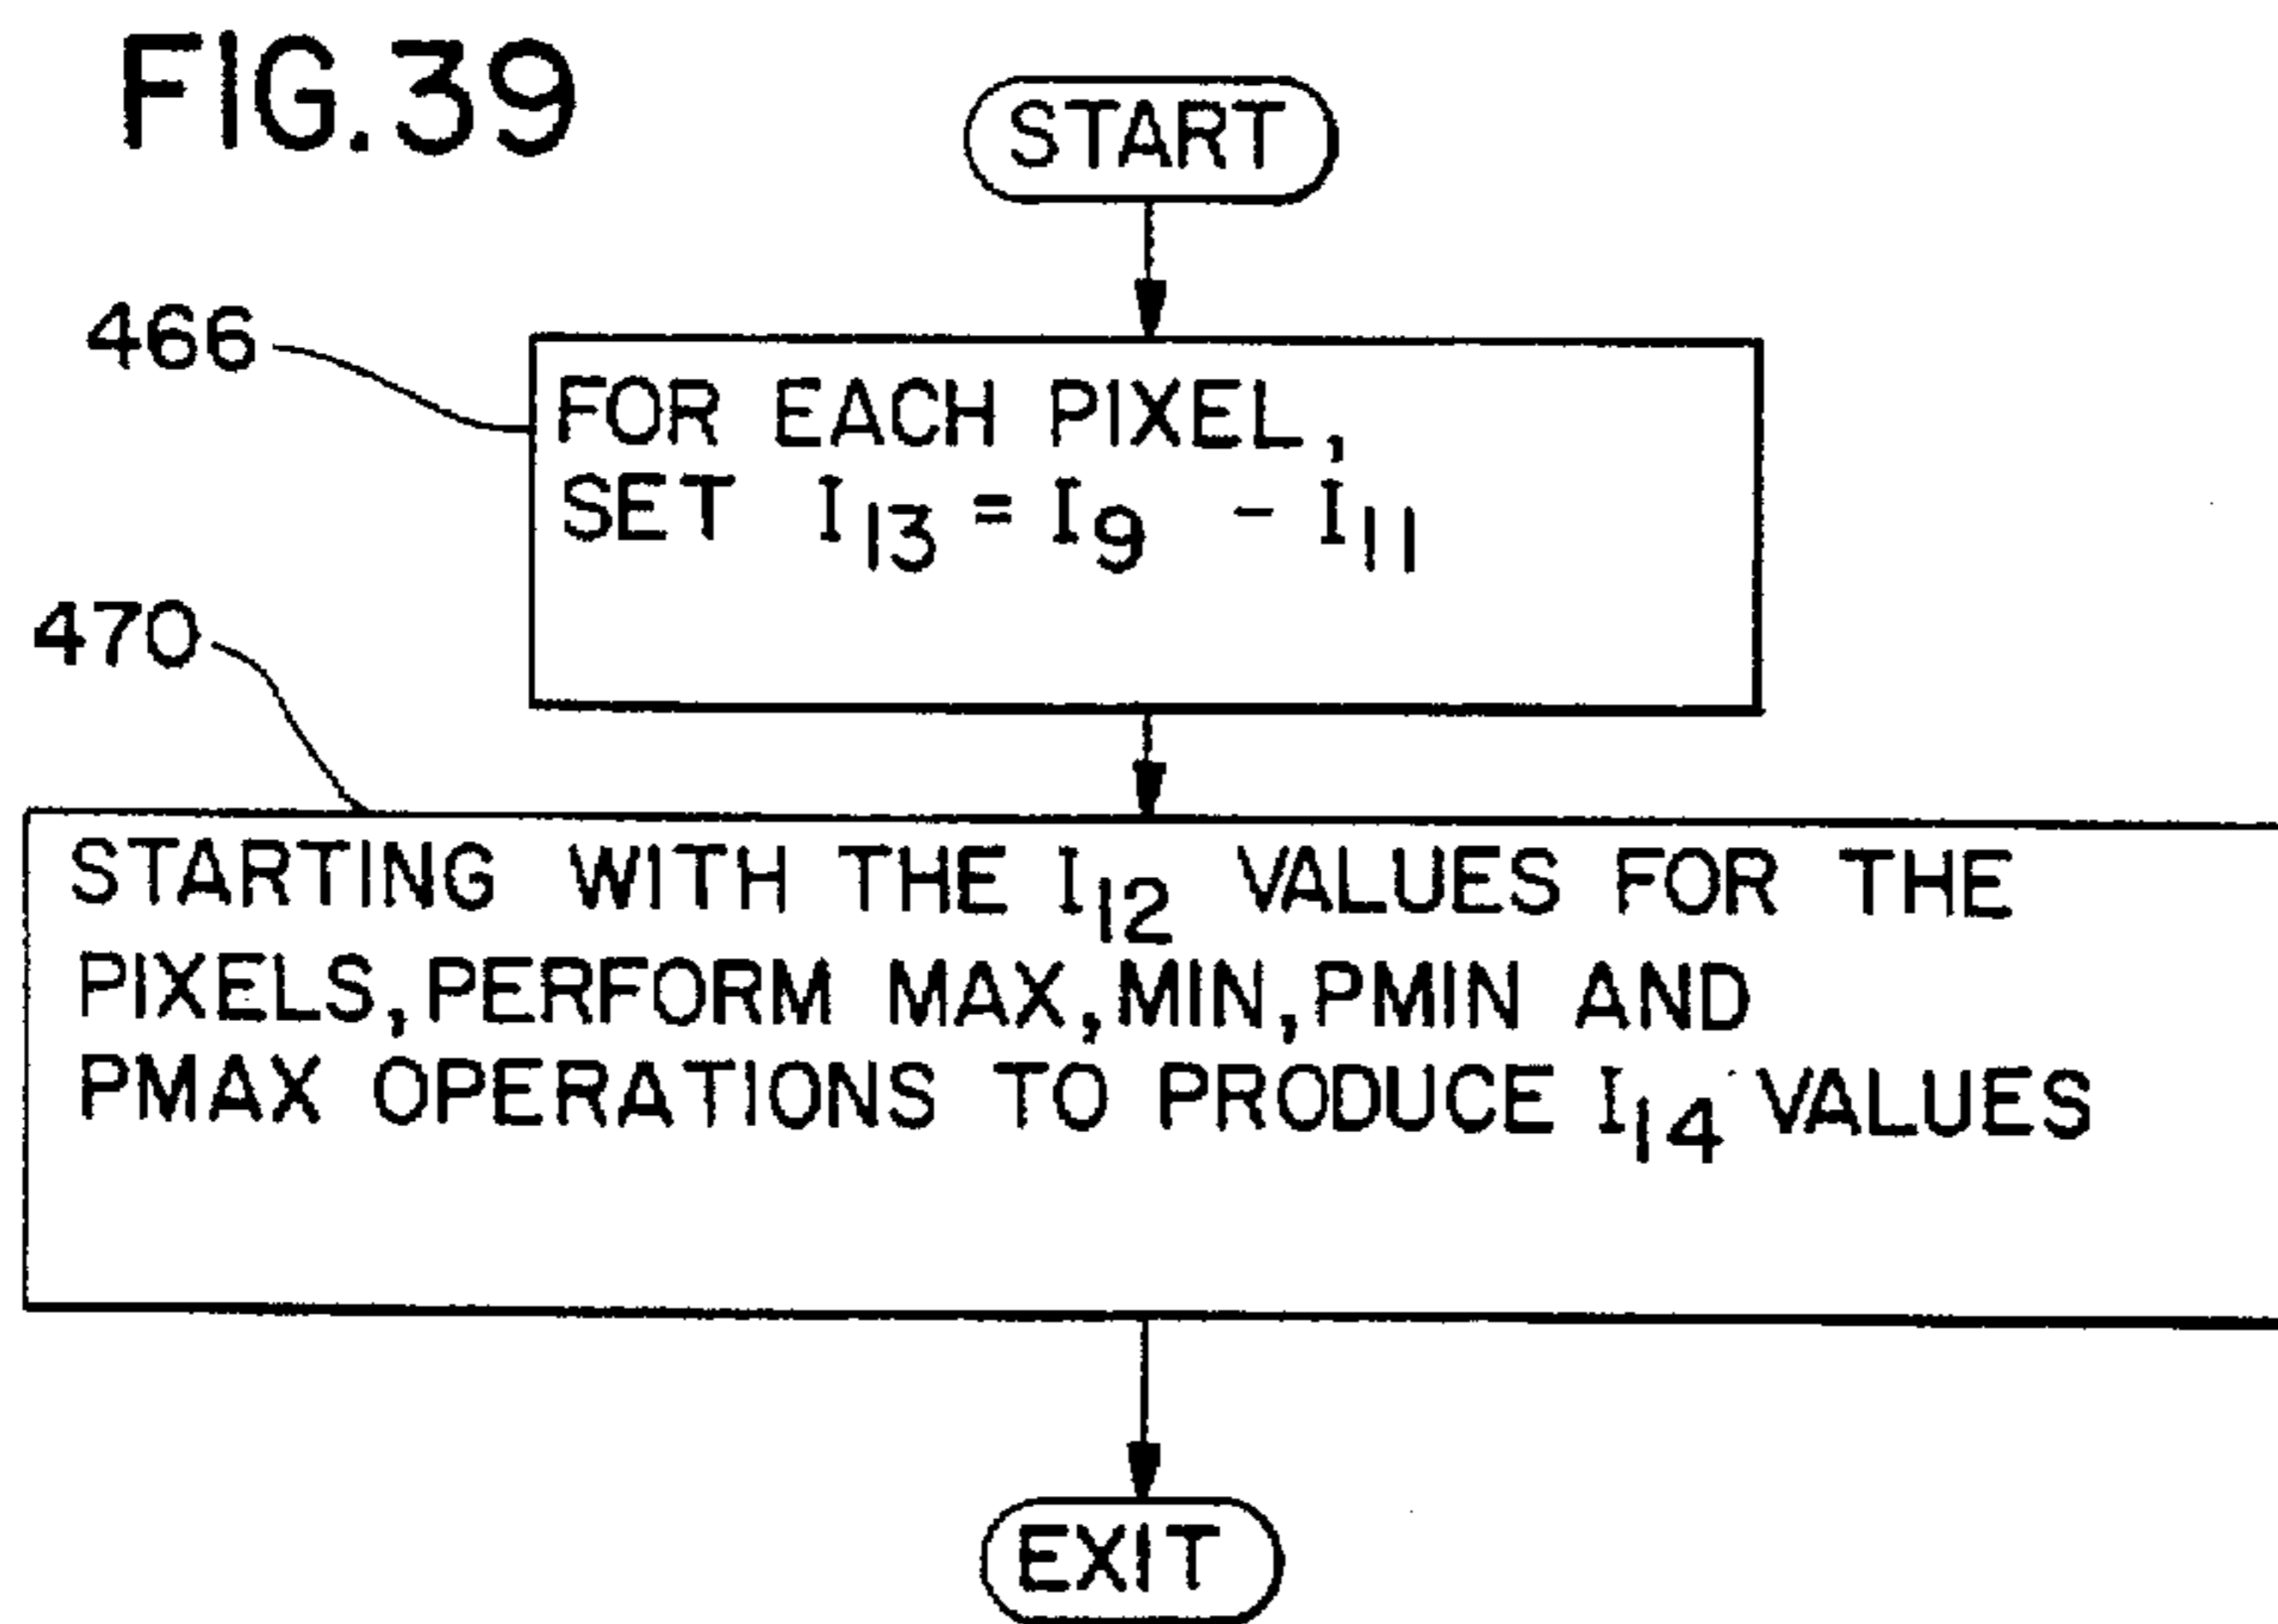 FIG.39
START
466
FOR EACH PIXEL,
SET I₁₃ = I₉ - I₁₁
470
STARTING WITH THE I₁₂ VALUES FOR THE
PIXELS, PERFORM MAX, MIN, PMIN AND
PMAX OPERATIONS TO PRODUCE I₁₄ VALUES
EXIT